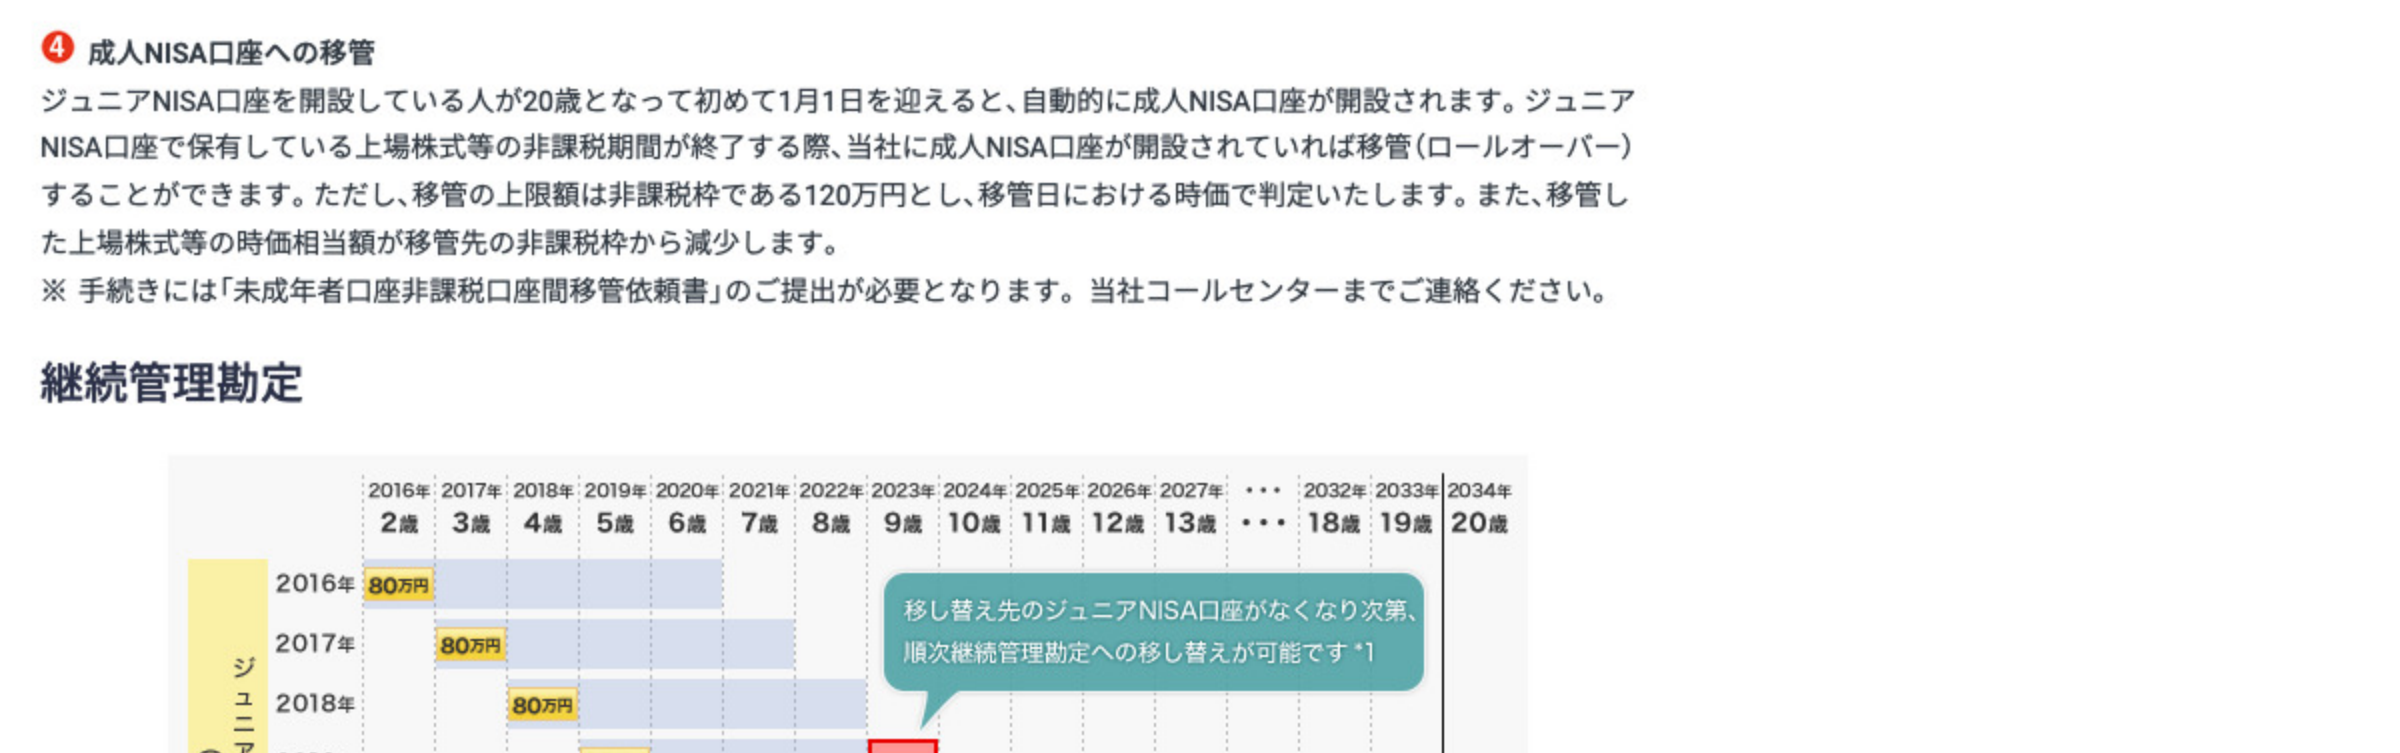 4 成人NISA口座への移管
ジュニアNISA口座を開設している人が20歳となって初めて1月1日を迎えると、自動的に成人NISA口座が開設されます。ジュニア
NISA口座で保有している上場株式等の非課税期間が終了する際、当社に成人NISA口座が開設されていれば移管（ロールオーバー）
することができます。ただし、移管の上限額は非課税枠である120万円とし、移管日における時価で判定いたします。また、移管し
た上場株式等の時価相当額が移管先の非課税枠から減少します。
※ 手続きには「未成年者口座非課税口座間移管依頼書」のご提出が必要となります。当社コールセンターまでご連絡ください。
継続管理勘定
2016年 2017年 2018年 2019年 2020年 2021年 2022年 2023年 2024年 2025年 2026年 2027年 ・・・ 2032年 2033年 2034年
2歳 3歳 4歳 5歳 6歳 7歳 8歳 9歳 10歳 11歳 12歳 13歳 ・・・ 18歳 19歳 20歳
2016年 80万円
移し替え先のジュニアNISA口座がなくなり次第、
順次継続管理勘定への移し替えが可能です *1
2017年 80万円
2018年 80万円
ジュニア